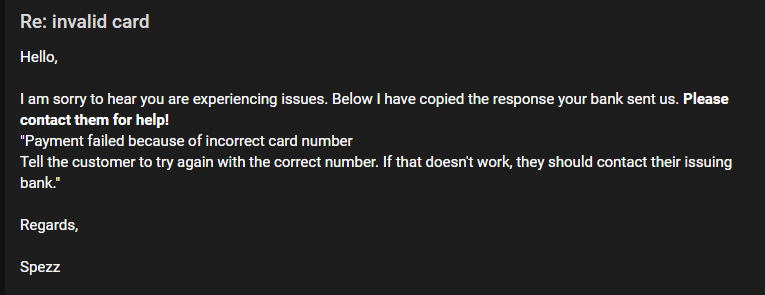 Re: invalid card
Hello,
I am sorry to hear you are experiencing issues. Below I have copied the response your bank sent us. Please
contact them for help!
"Payment failed because of incorrect card number
Tell the customer to try again with the correct number. If that doesn't work, they should contact their issuing
bank."
Regards,
Spezz